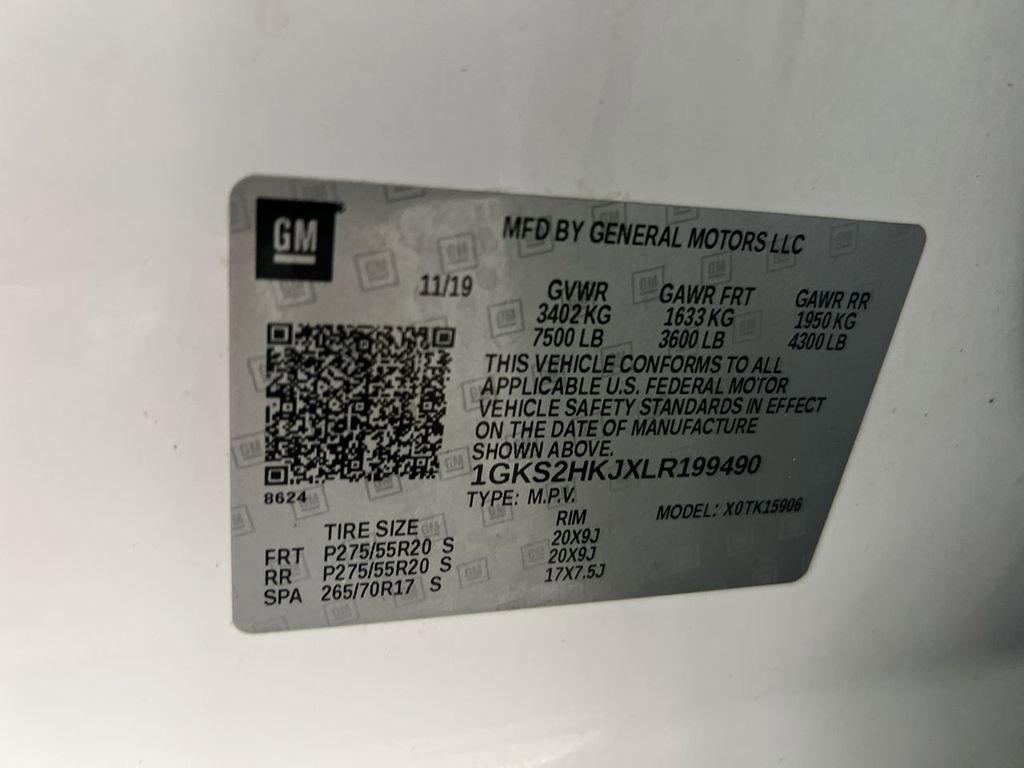 GM
MFD BY GENERAL MOTORS LLC
11/19 GVWR GAWR FRT GAWR RR
3402 KG 1633 KG 1950 KG
7500 LB 3600 LB 4300 LB
THIS VEHICLE CONFORMS TO ALL
APPLICABLE U.S. FEDERAL MOTOR
VEHICLE SAFETY STANDARDS IN EFFECT
ON THE DATE OF MANUFACTURE
SHOWN ABOVE.
1GKS2HKJXLR199490
8624
TYPE: M.P.V. MODEL: X0TK15906
TIRE SIZE RIM
FRT P275/55R20 S 20X9J
RR P275/55R20 S 20X9J
SPA 265/70R17 S 17X7.5J